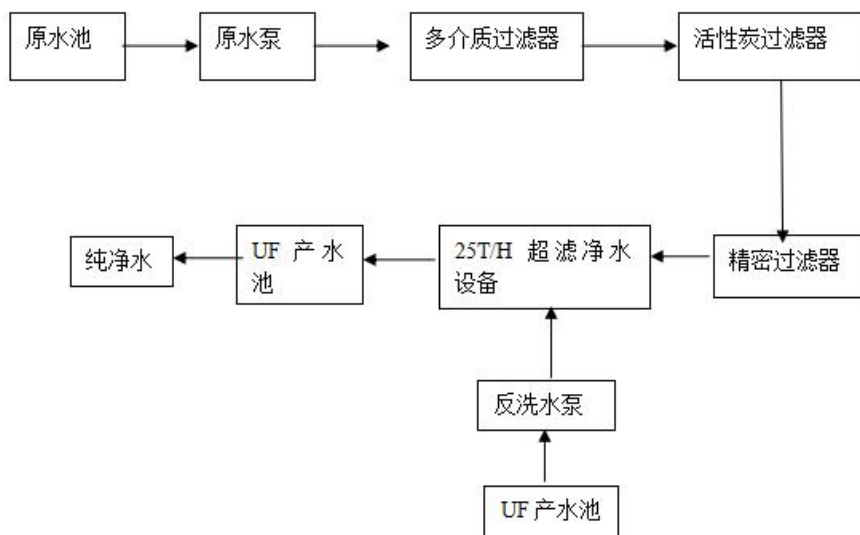 原水池
原水泵
多介质过滤器
活性炭过滤器
纯净水
UF 产水
池
25T/H 超滤净水
设备
精密过滤器
反洗水泵
UF 产水池